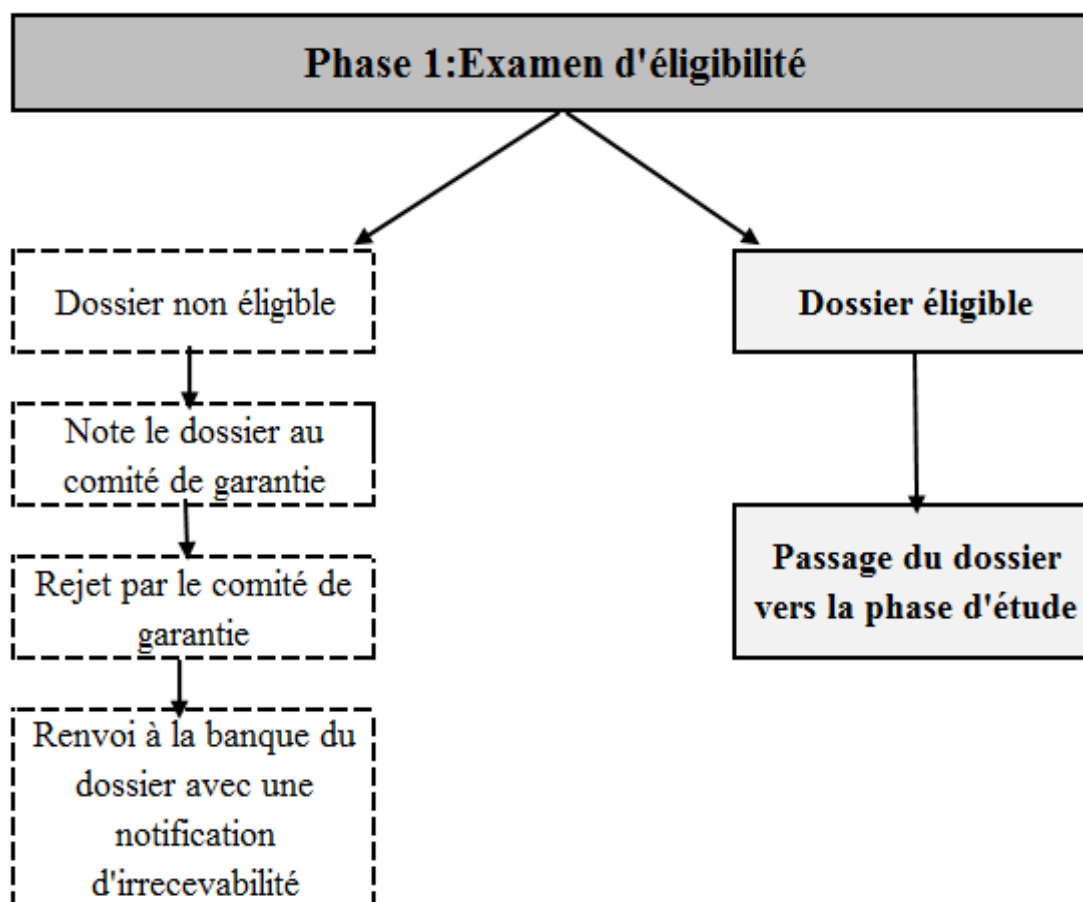 Phase 1:Examen d'éligibilité
Dossier non éligible
Note le dossier au
comité de garantie
Rejet par le comité de
garantie
Renvoi à la banque du
dossier avec une
notification
d'irrecevabilité
Dossier éligible
Passage du dossier
vers la phase d'étude